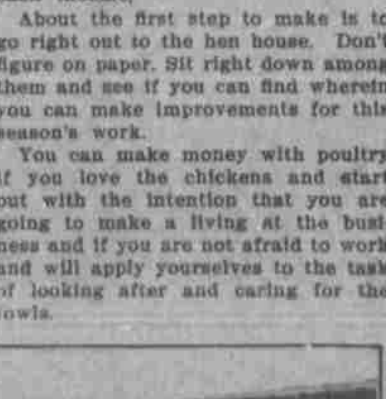 About the first step to make is to
go right out to the hen house. Don't
figure on paper. Sit right down among
them and see if you can find wherein
you can make improvements for this
season's work.
You can make money with poultry
if you love the chickens and start
out with the intention that you are
going to make a living at the busi
ness and if you are not afraid to work
and will apply yourselves to the task
of looking after and caring for the
fowls.